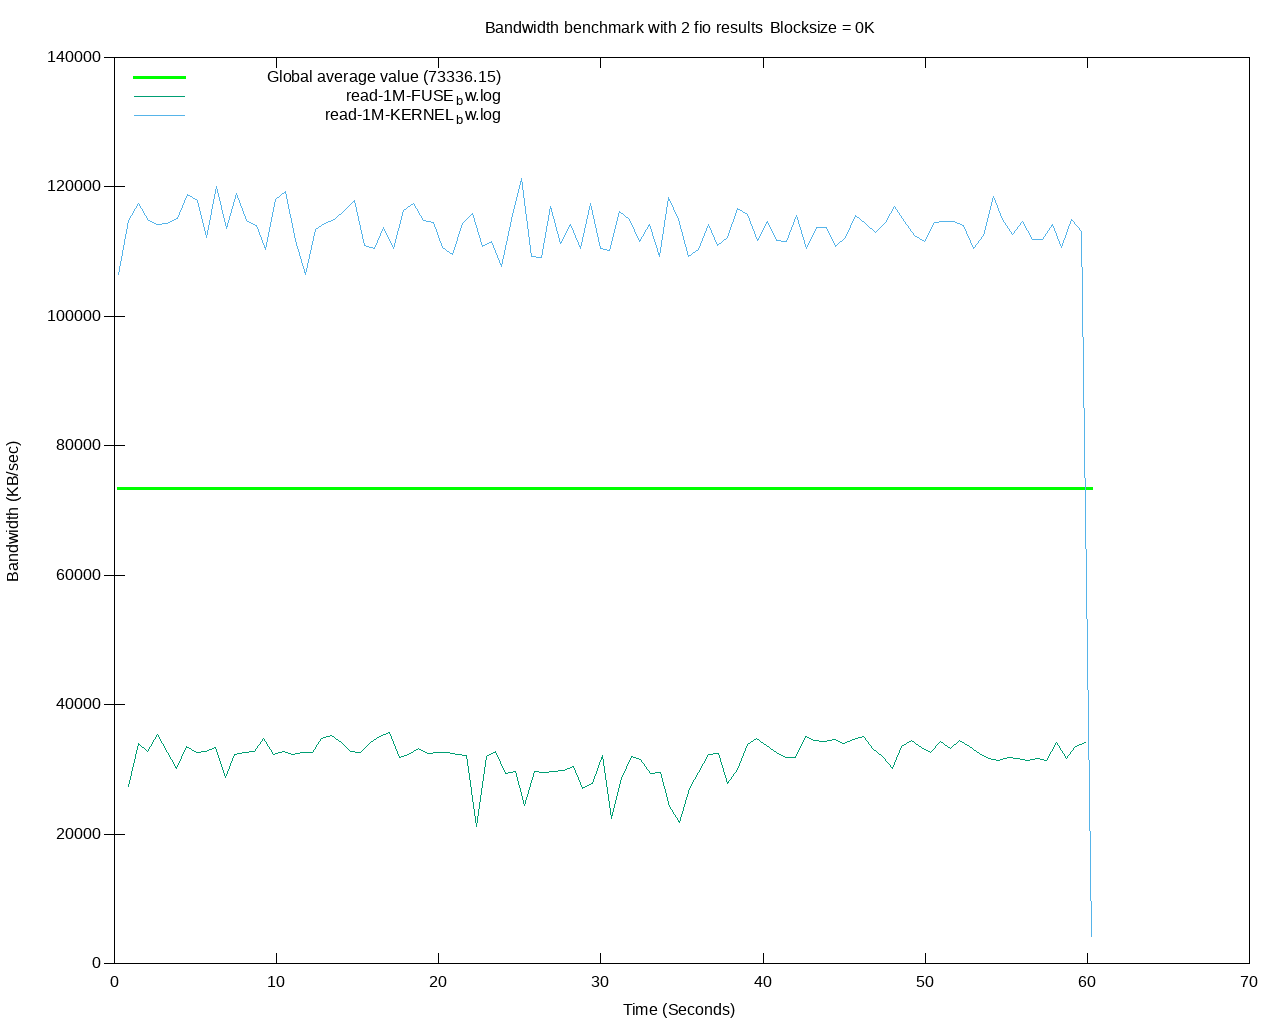 Bandwidth benchmark with 2 fio results Blocksize = 0K
140000
Global average value (73336.15)
read-1M-FUSE_bw.log
read-1M-KERNEL_bw.log
120000
100000
80000
Bandwidth (KB/sec)
60000
40000
20000
0
0 10 20 30 40 50 60 70
Time (Seconds)